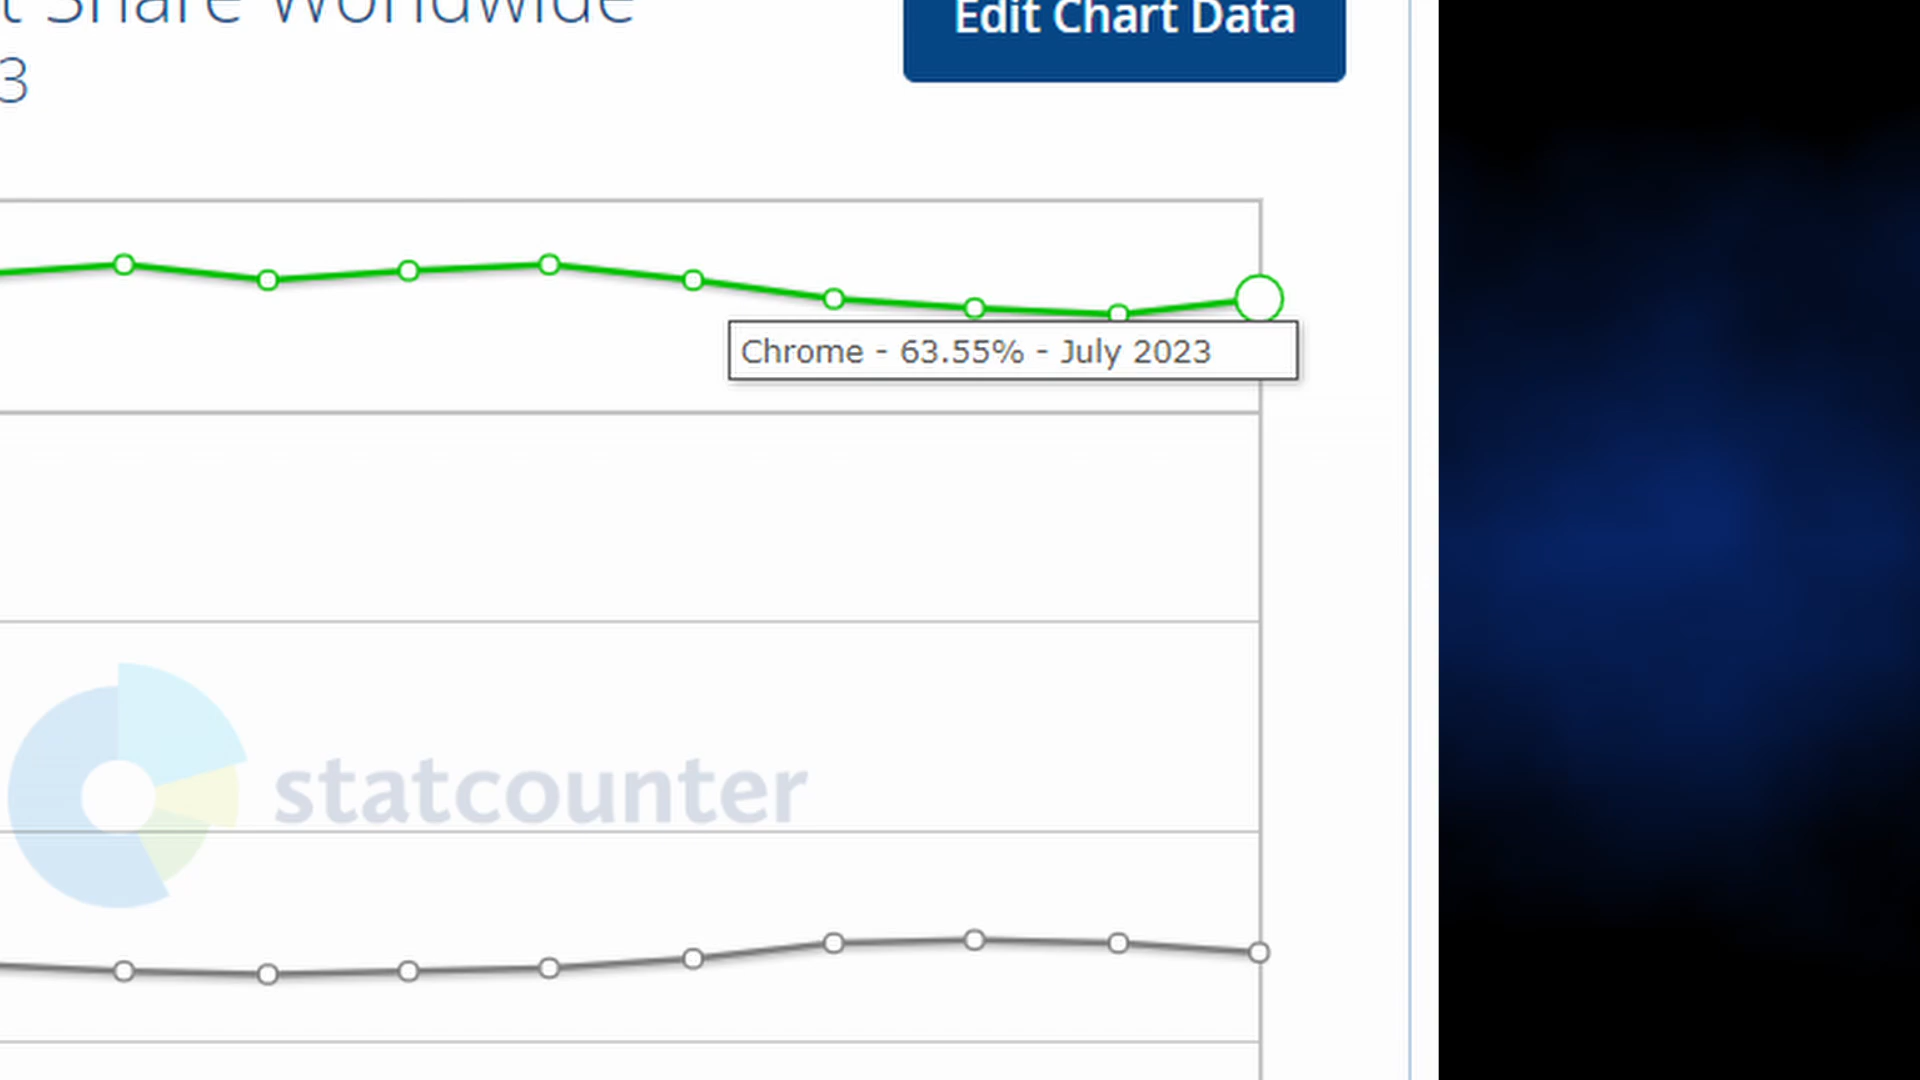 t Share Worldwide
3
Edit Chart Data
Chrome - 63.55% - July 2023
statcounter